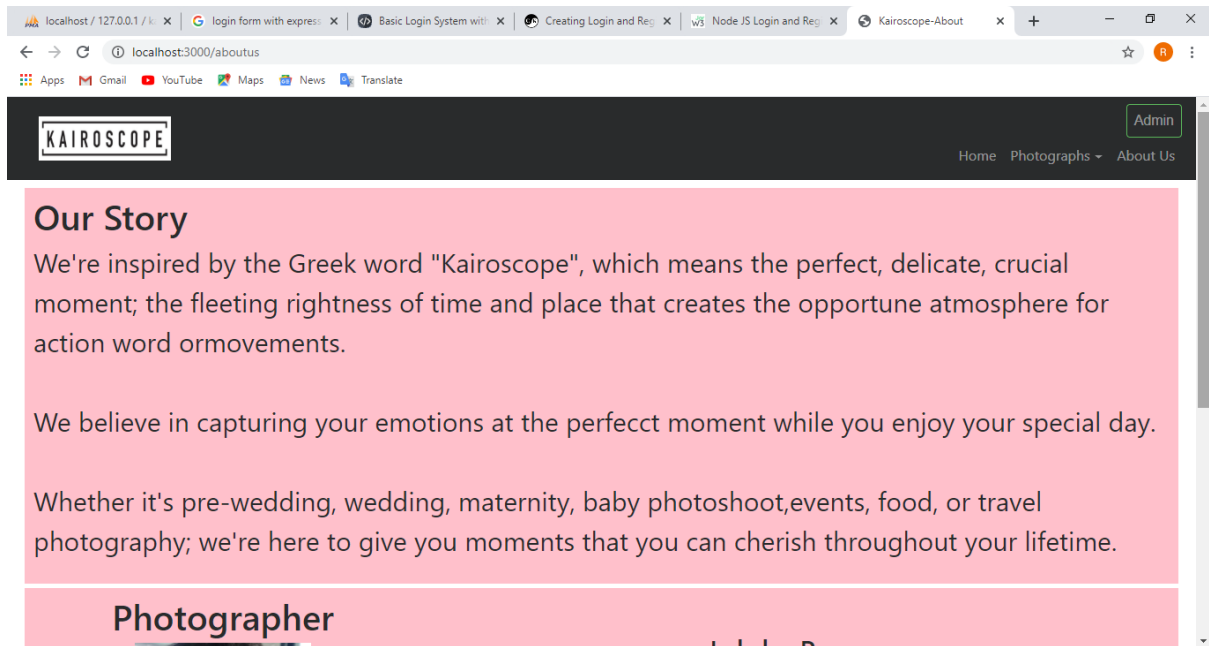 localhost / 127.0.0.1 / k
login form with express
Basic Login System with
Creating Login and Reg
Node JS Login and Reg
Kairoscope-About
localhost:3000/aboutus
R
Apps
Gmail
YouTube
Maps
News
Translate
KAIROSCOPE
Admin
Home
Photographs
About Us
Our Story
We're inspired by the Greek word "Kairoscope", which means the perfect, delicate, crucial
moment; the fleeting rightness of time and place that creates the opportune atmosphere for
action word ormovements.
We believe in capturing your emotions at the perfecct moment while you enjoy your special day.
Whether it's pre-wedding, wedding, maternity, baby photoshoot,events, food, or travel
photography; we're here to give you moments that you can cherish throughout your lifetime.
Photographer